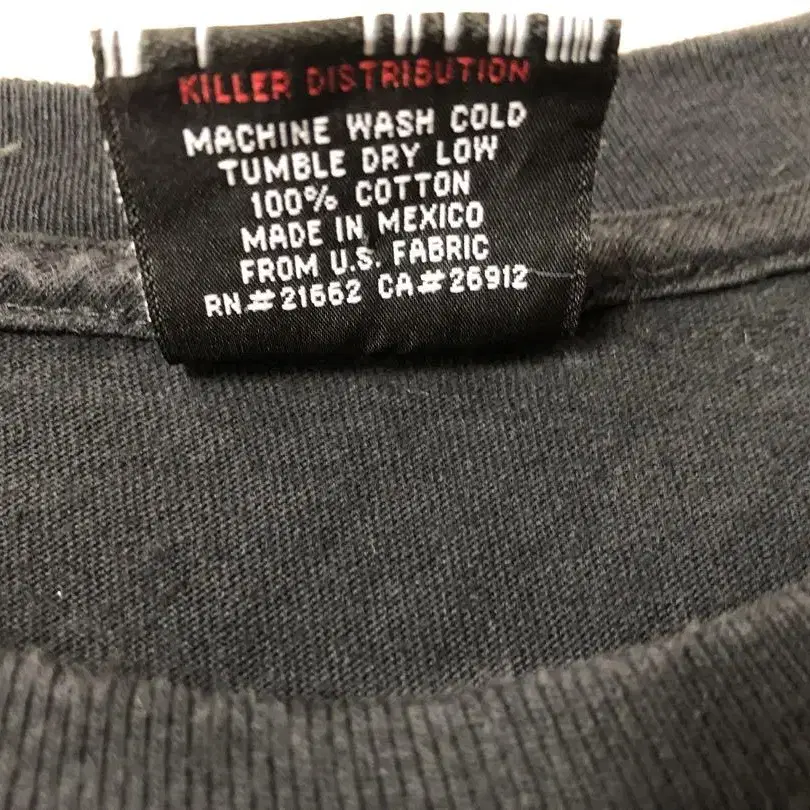 KILLER DISTRIBUTION
MACHINE WASH COLD
TUMBLE DRY LOW
100% COTTON
MADE IN MEXICO
FROM U.S. FABRIC
RN#21662 CA#26912